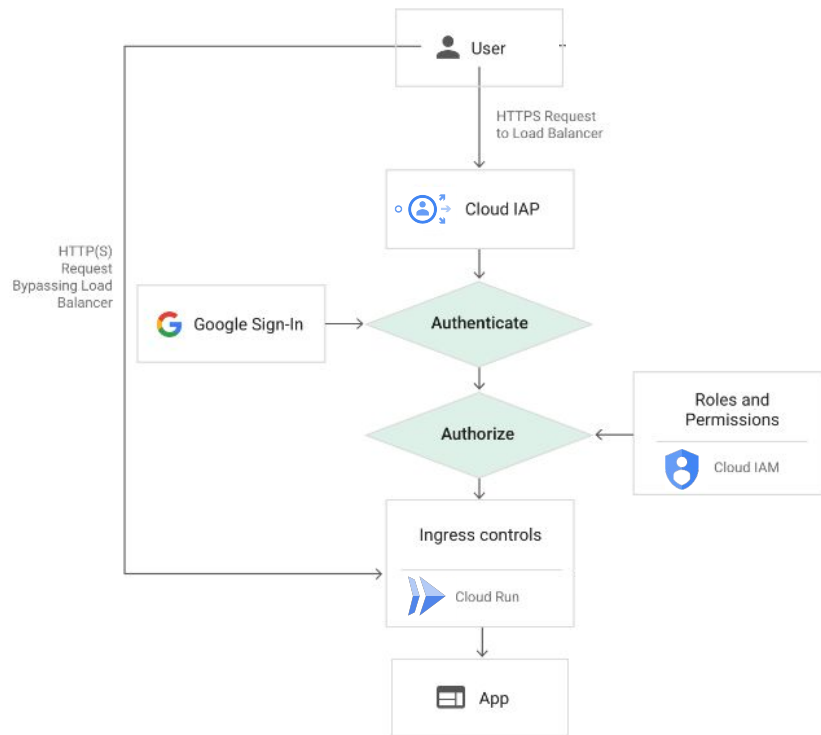 User
HTTPS Request
to Load Balancer
Cloud IAP
HTTP(S)
Request
Bypassing Load
Balancer
Google Sign-In
Authenticate
Authorize
Roles and
Permissions
Cloud IAM
Ingress controls
Cloud Run
App